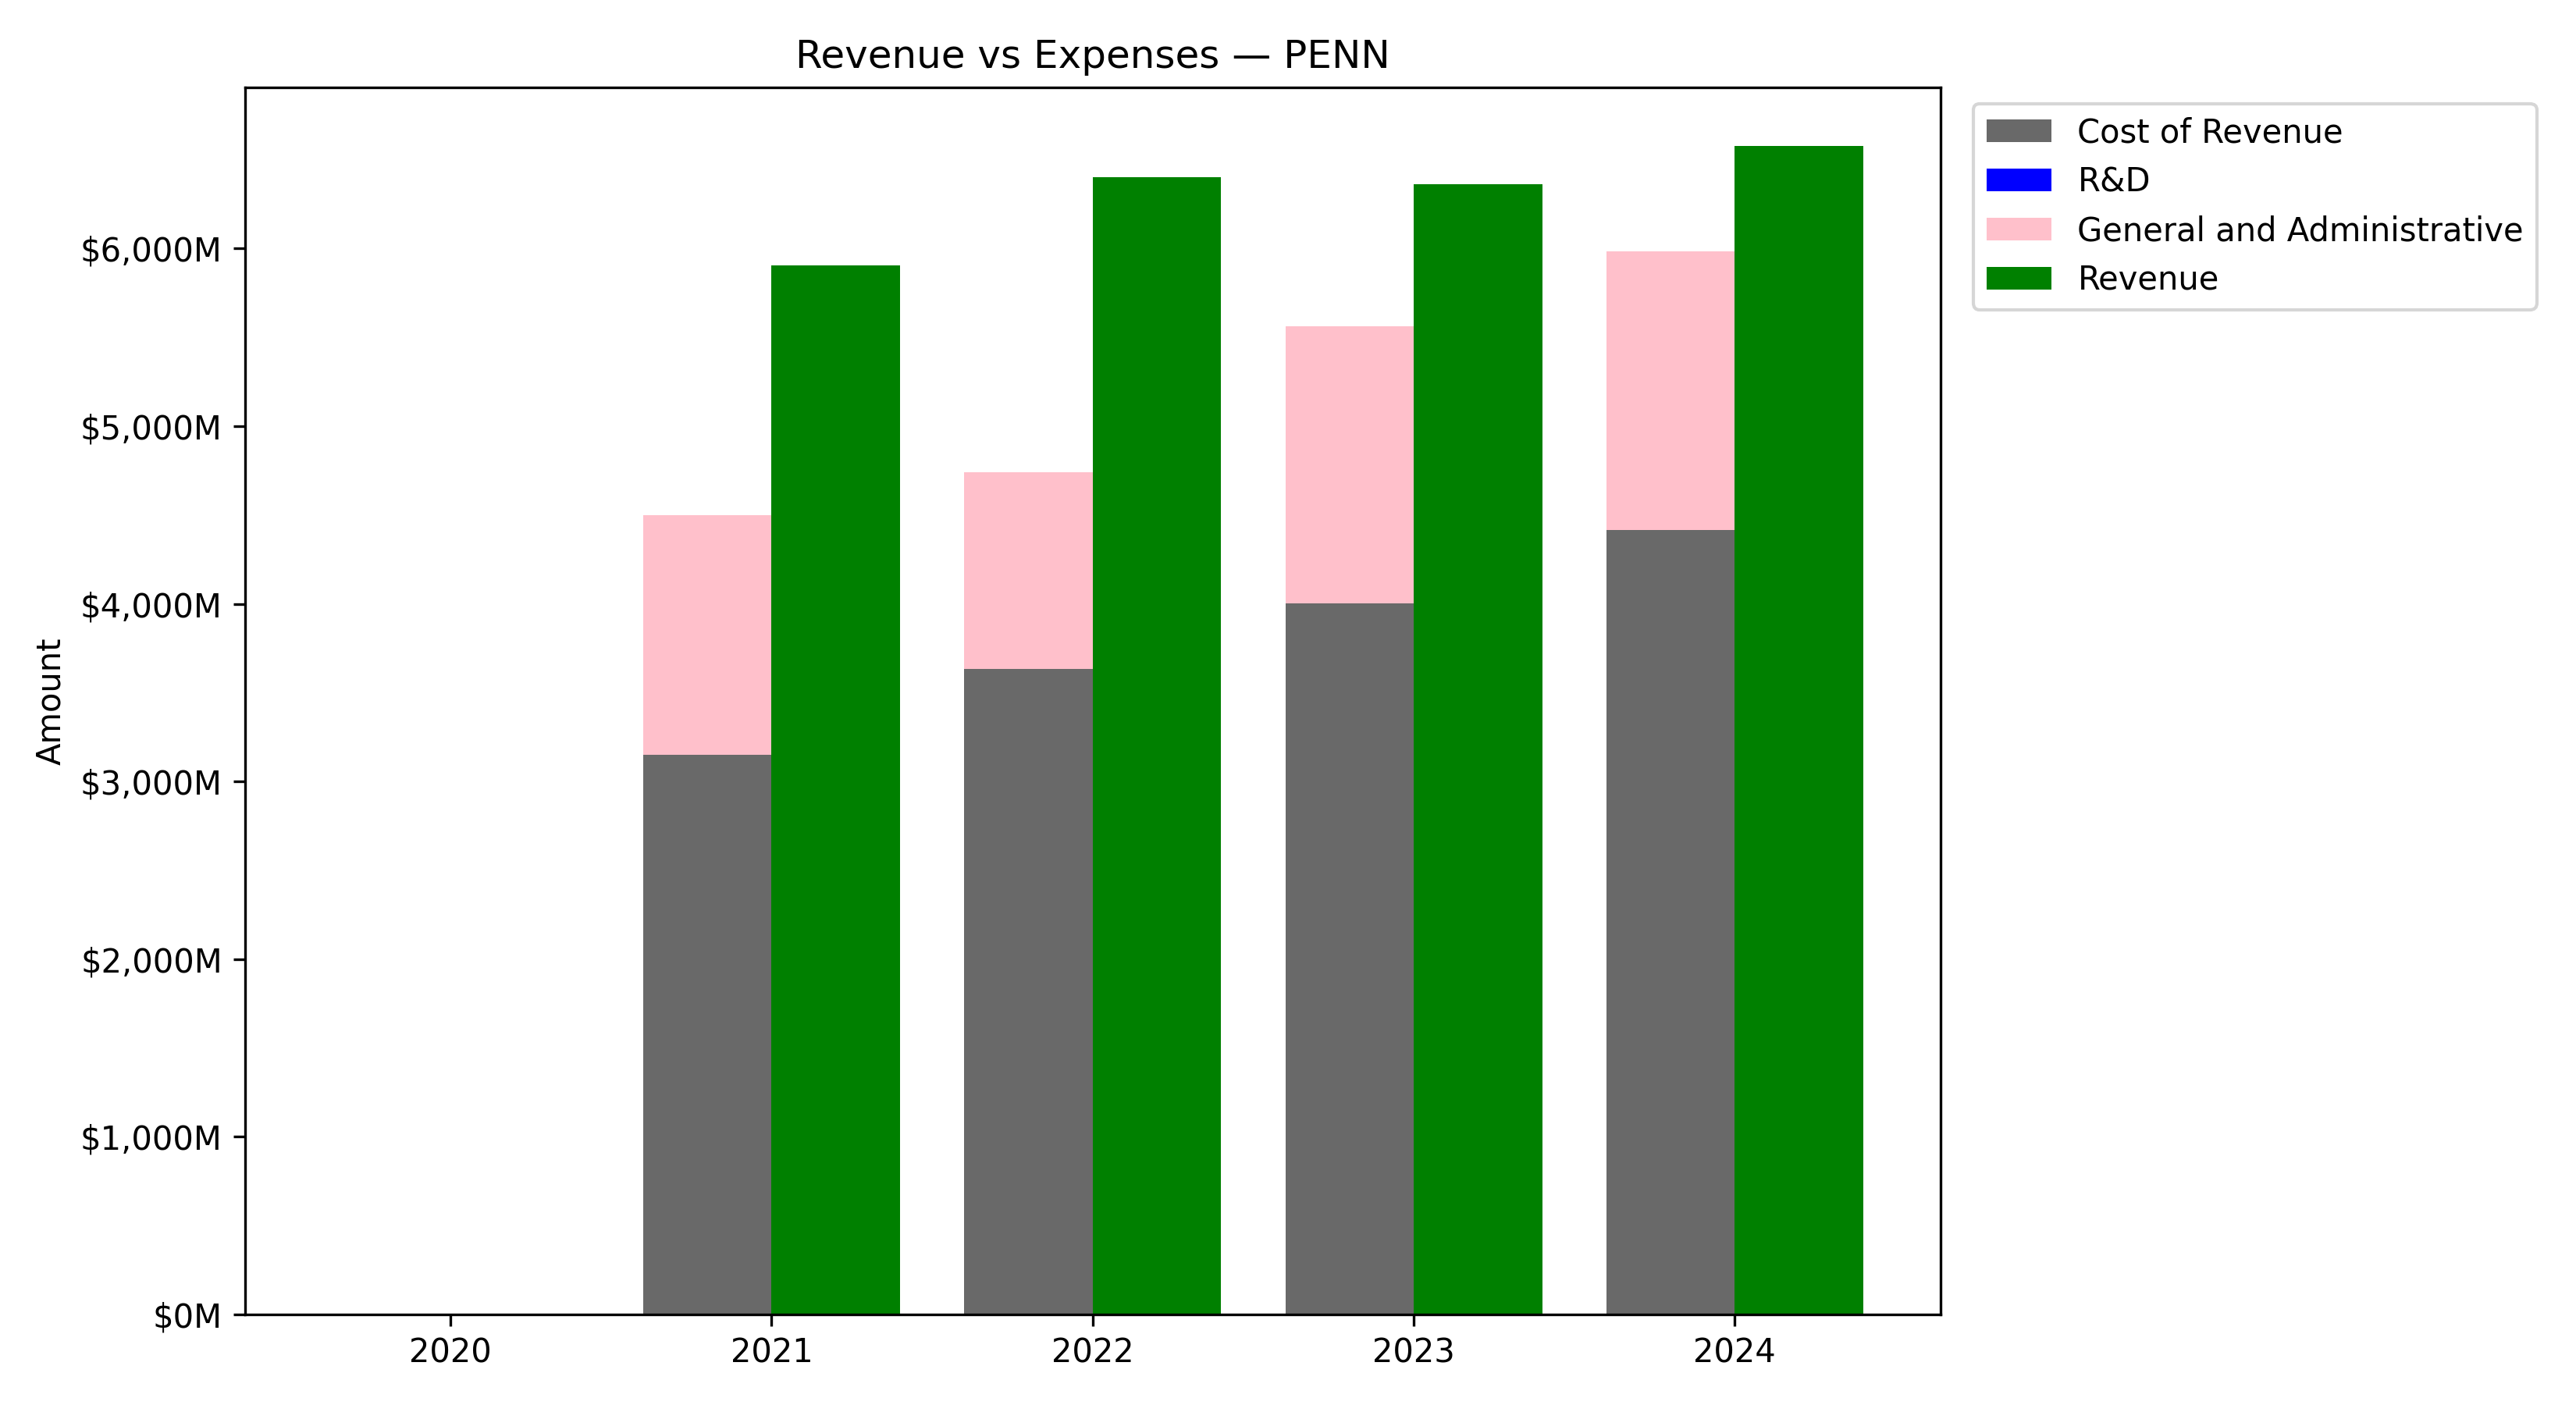 Revenue vs Expenses — PENN
Cost of Revenue
R&D
General and Administrative
Revenue
Amount
$6,000M
$5,000M
$4,000M
$3,000M
$2,000M
$1,000M
$0M
2020 2021 2022 2023 2024